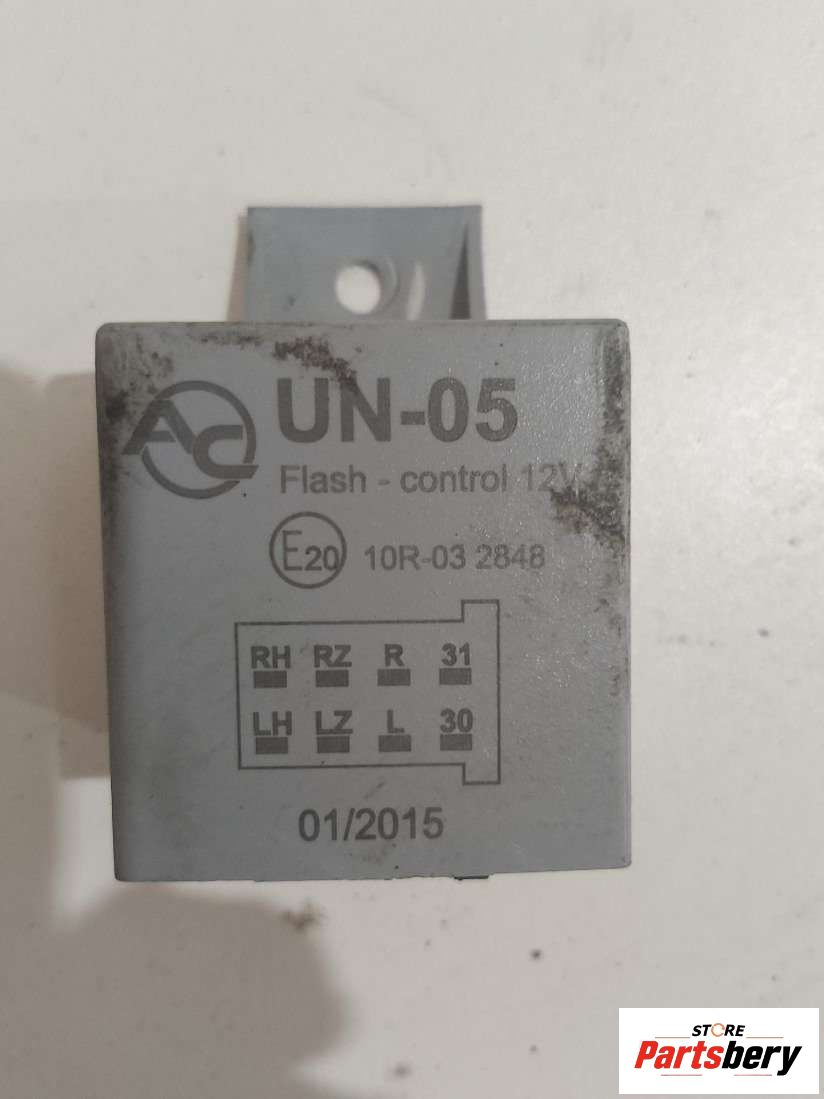 AC
UN-05
Flash - control 12V
E20 10R-03 2848
RH RZ R 31
LH LZ L 30
01/2015
STORE
Partsbery